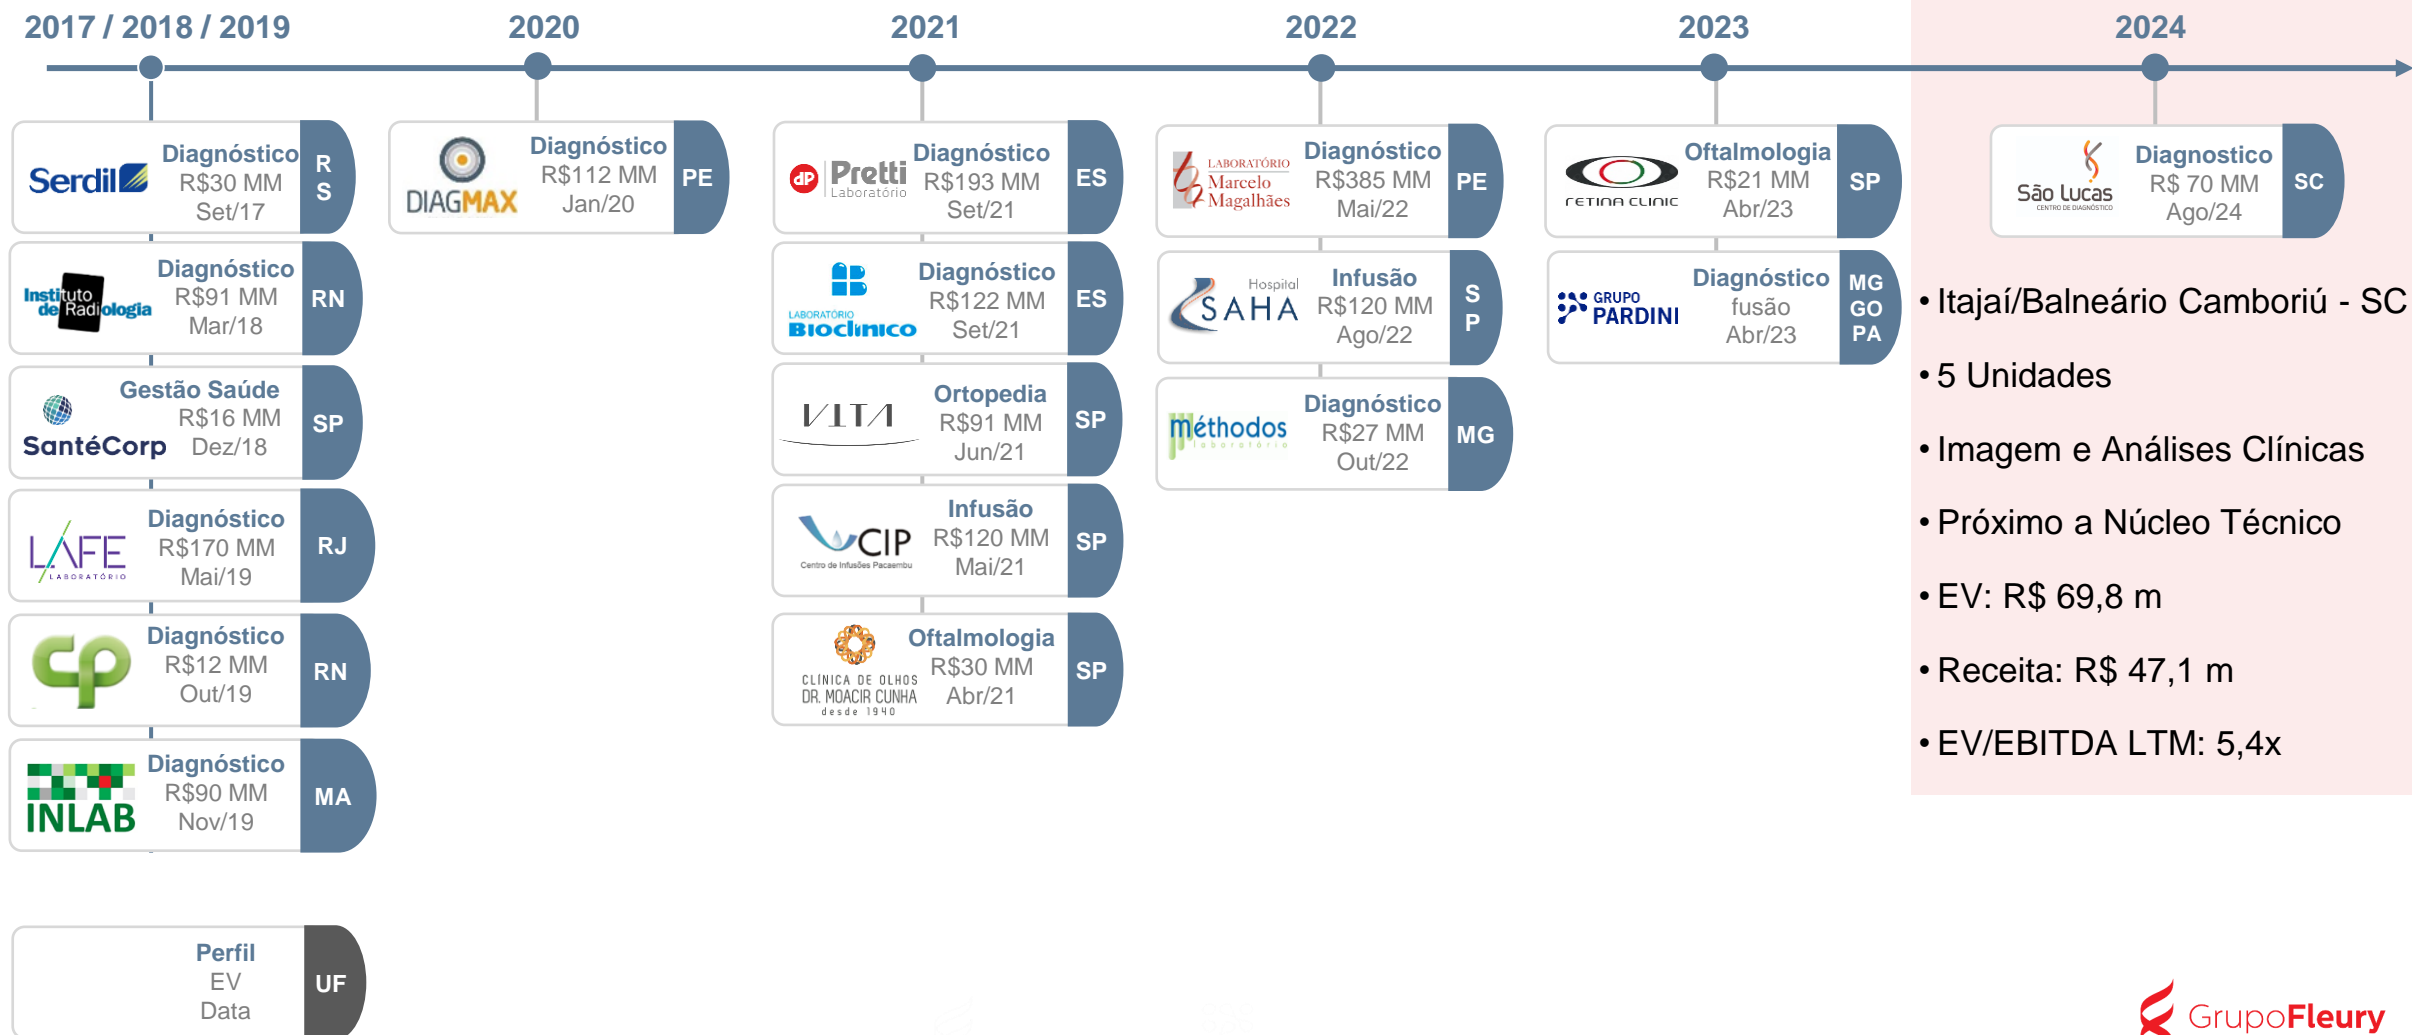 2017 / 2018 / 2019
2020
2021
2022
2023
2024
Serdil
Diagnóstico
R$30 MM
Set/17
R
S
Instituto
de Radiologia
Diagnóstico
R$91 MM
Mar/18
RN
SantéCorp
Gestão Saúde
R$16 MM
Dez/18
SP
LAFE
LABORATÓRIO
Diagnóstico
R$170 MM
Mai/19
RJ
cp
Diagnóstico
R$12 MM
Out/19
RN
INLAB
Diagnóstico
R$90 MM
Nov/19
MA
DIAGMAX
Diagnóstico
R$112 MM
Jan/20
PE
dP Pretti
Laboratório
Diagnóstico
R$193 MM
Set/21
ES
LABORATÓRIO
Bioclínico
Diagnóstico
R$122 MM
Set/21
ES
VITA
Ortopedia
R$91 MM
Jun/21
SP
CIP
Centro de Infusões Pacaembu
Infusão
R$120 MM
Mai/21
SP
CLÍNICA DE OLHOS
DR. MOACIR CUNHA
desde 1940
Oftalmologia
R$30 MM
Abr/21
SP
LABORATÓRIO
Marcelo
Magalhães
Diagnóstico
R$385 MM
Mai/22
PE
Hospital
SAHA
Infusão
R$120 MM
Ago/22
S
P
méthodos
laboratório
Diagnóstico
R$27 MM
Out/22
MG
RETINA CLINIC
Oftalmologia
R$21 MM
Abr/23
SP
GRUPO
PARDINI
Diagnóstico
fusão
Abr/23
MG
GO
PA
São Lucas
CENTRO DE DIAGNÓSTICO
Diagnostico
R$ 70 MM
Ago/24
SC
• Itajaí/Balneário Camboriú - SC
• 5 Unidades
• Imagem e Análises Clínicas
• Próximo a Núcleo Técnico
• EV: R$ 69,8 m
• Receita: R$ 47,1 m
• EV/EBITDA LTM: 5,4x
Perfil
EV
Data
UF
GrupoFleury